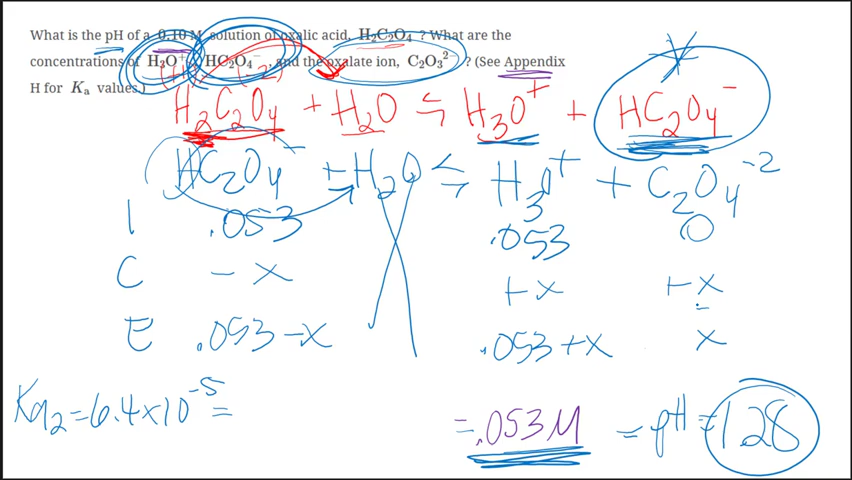 What is the pH of a 0.10 M solution of oxalic acid, H₂C₂O₄ ? What are the
concentrations of H₃O⁺, HC₂O₄⁻, and the oxalate ion, C₂O₃²⁻ ? (See Appendix
H for Kₐ values.)
H₂C₂O₄ + H₂O ⇌ H₃O⁺ + HC₂O₄⁻
HC₂O₄⁻ + H₂O ⇌ H₃O⁺ + C₂O₄⁻²
I .053 .053 0
C - x + x + x
E .053 - x .053 + x x
Ka₂ = 6.4 x 10⁻⁵ =
= .053 M = pH = 1.28